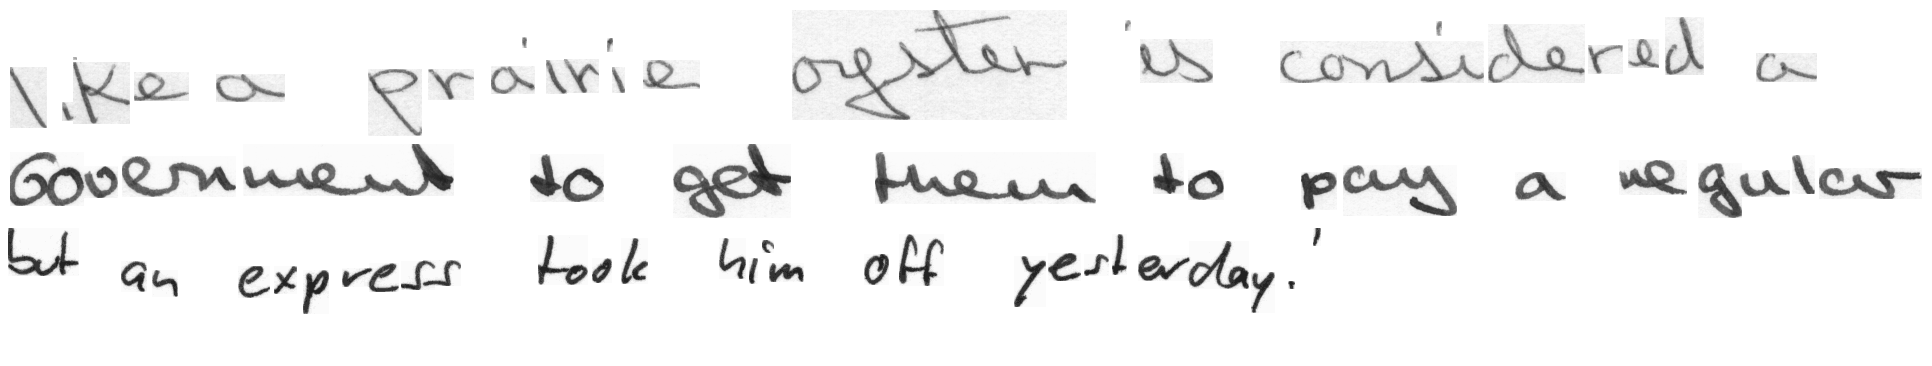 like a prairie oyster is considered a
Government to get them to pay a regular
but an express took him off yesterday.'